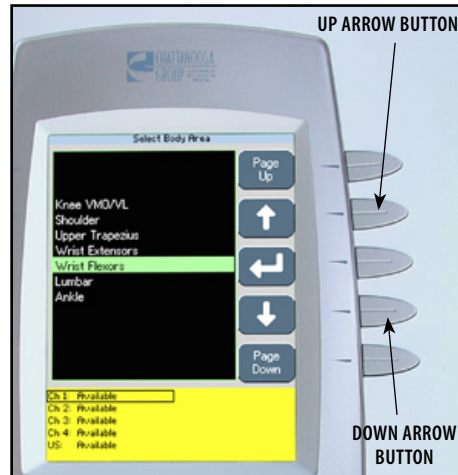 UP ARROW BUTTON
CHATTANOOGA
GROUP
Select Body Area
Page
Up
Knee VMO/VL
Shoulder
Upper Trapezius
Wrist Extensors
Wrist Flexors
Lumbar
Ankle
Page
Down
Ch 1: Available
Ch 2: Available
Ch 3: Available
Ch 4: Available
US: Available
DOWN ARROW
BUTTON